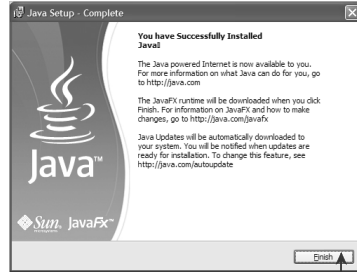 Java Setup - Complete
You have Successfully Installed
Java!
The Java powered Internet is now available to you.
For more information on what Java can do for you, go
to http://java.com
The JavaFX runtime will be downloaded when you click
Finish. For information on JavaFX and how to make
changes, go to http://java.com/javafx
Java Updates will be automatically downloaded to
your system. You will be notified when updates are
ready for installation. To change this feature, see
http://java.com/autoupdate
Java™
Sun. JavaFX™
Finish